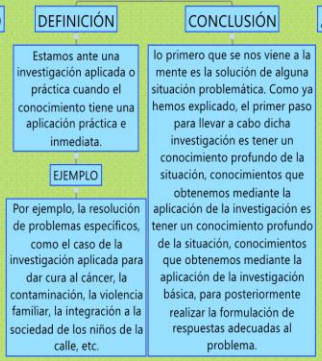 DEFINICIÓN
Estamos ante una
investigación aplicada o
práctica cuando el
conocimiento tiene una
aplicación práctica e
inmediata.
EJEMPLO
Por ejemplo, la resolución
de problemas específicos,
como el caso de la
investigación aplicada para
dar cura al cáncer, la
contaminación, la violencia
familiar, la integración a la
sociedad de los niños de la
calle, etc.
CONCLUSIÓN
lo primero que se nos viene a la
mente es la solución de alguna
situación problemática. Como ya
hemos explicado, el primer paso
para llevar a cabo dicha
investigación es tener un
conocimiento profundo de la
situación, conocimientos que
obtenemos mediante la
aplicación de la investigación es
tener un conocimiento profundo
de la situación, conocimientos
que obtenemos mediante la
aplicación de la investigación
básica, para posteriormente
realizar la formulación de
respuestas adecuadas al
problema.